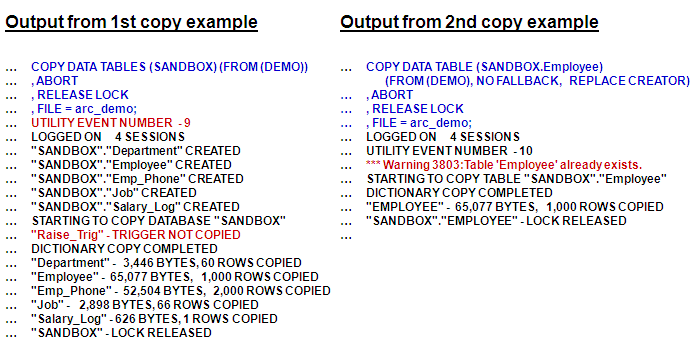 Output from 1st copy example
... COPY DATA TABLES (SANDBOX) (FROM (DEMO))
... , ABORT
... , RELEASE LOCK
... , FILE = arc_demo;
... UTILITY EVENT NUMBER - 9
... LOGGED ON 4 SESSIONS
... "SANDBOX"."Department" CREATED
... "SANDBOX"."Employee" CREATED
... "SANDBOX"."Emp_Phone" CREATED
... "SANDBOX"."Job" CREATED
... "SANDBOX"."Salary_Log" CREATED
... STARTING TO COPY DATABASE "SANDBOX"
... "Raise_Trig" - TRIGGER NOT COPIED
... DICTIONARY COPY COMPLETED
... "Department" - 3,446 BYTES, 60 ROWS COPIED
... "Employee" - 65,077 BYTES, 1,000 ROWS COPIED
... "Emp_Phone" - 52,504 BYTES, 2,000 ROWS COPIED
... "Job" - 2,898 BYTES, 66 ROWS COPIED
... "Salary_Log" - 626 BYTES, 1 ROWS COPIED
... "SANDBOX" - LOCK RELEASED
Output from 2nd copy example
... COPY DATA TABLE (SANDBOX.Employee)
(FROM (DEMO), NO FALLBACK, REPLACE CREATOR)
... , ABORT
... , RELEASE LOCK
... , FILE = arc_demo;
... LOGGED ON 4 SESSIONS
... UTILITY EVENT NUMBER - 10
... *** Warning 3803:Table 'Employee' already exists.
... STARTING TO COPY TABLE "SANDBOX"."Employee"
... DICTIONARY COPY COMPLETED
... "EMPLOYEE" - 65,077 BYTES, 1,000 ROWS COPIED
... "SANDBOX"."EMPLOYEE" - LOCK RELEASED
...